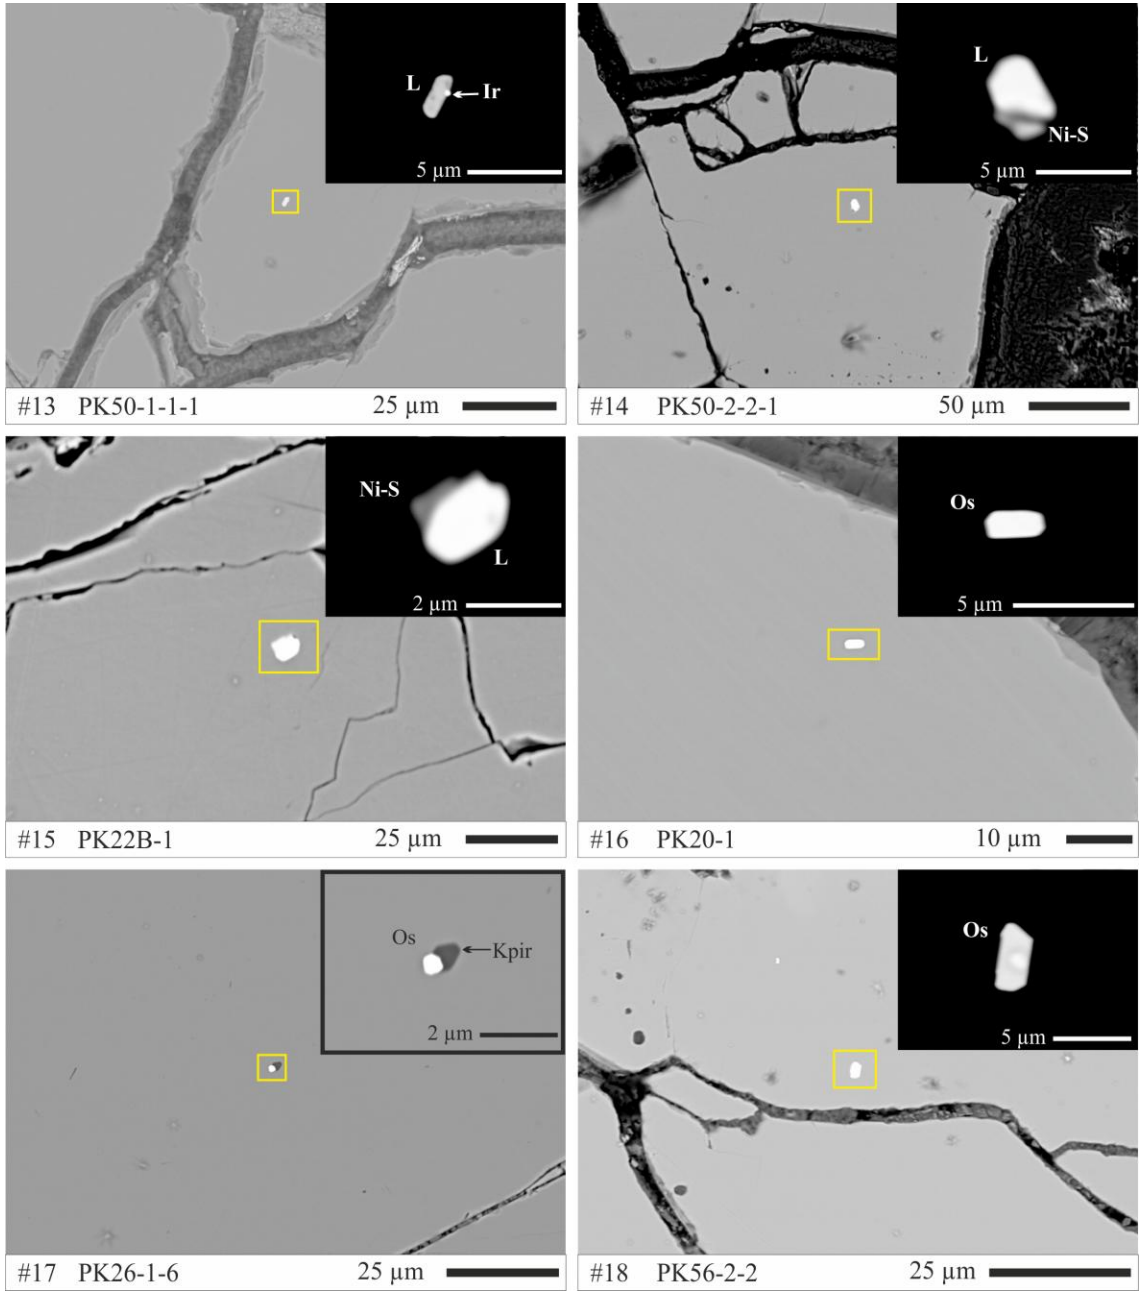 L
Ir
5 µm
#13 PK50-1-1-1 25 µm
L
Ni-S
5 µm
#14 PK50-2-2-1 50 µm
Ni-S
L
2 µm
#15 PK22B-1 25 µm
Os
5 µm
#16 PK20-1 10 µm
Os
Kpir
2 µm
#17 PK26-1-6 25 µm
Os
5 µm
#18 PK56-2-2 25 µm